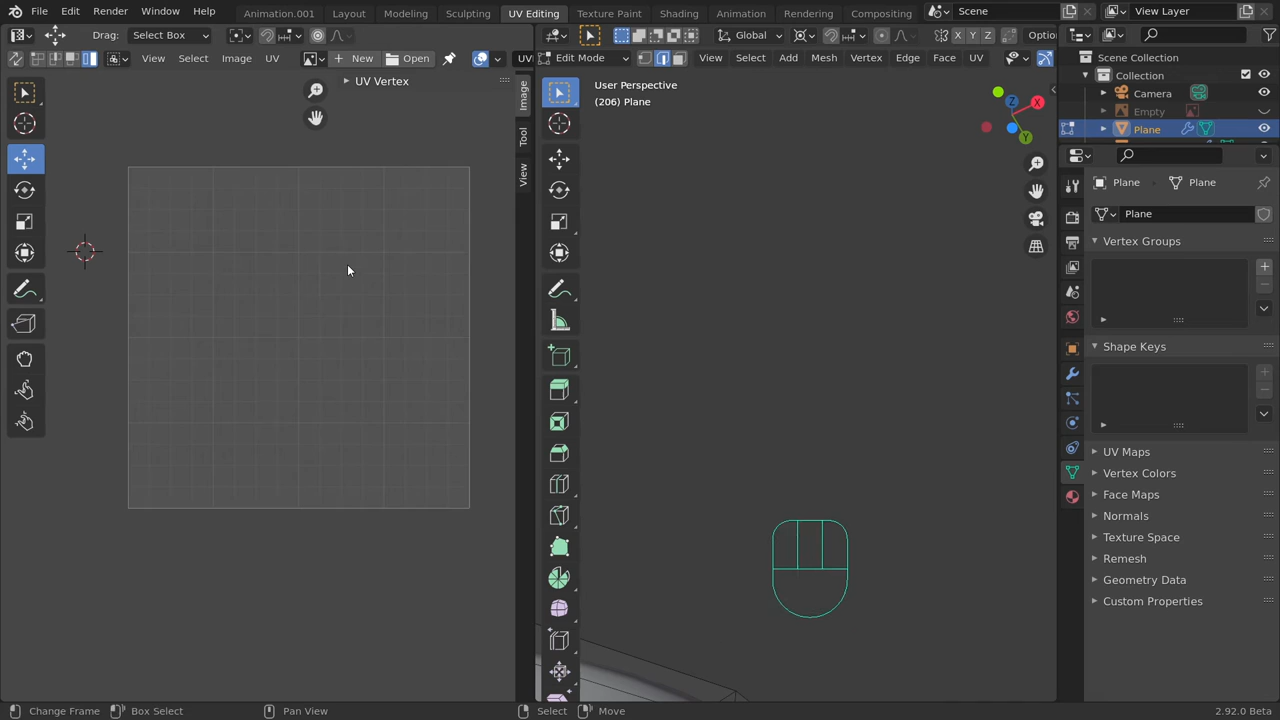 File Edit Render Window Help Animation.001 Layout Modeling Sculpting UV Editing Texture Paint Shading Animation Rendering Compositing Scene View Layer
Drag: Select Box Global Optio
View Select Image UV New Open UV Edit Mode View Select Add Mesh Vertex Edge Face UV
Scene Collection
Collection
Camera
Empty
Plane
UV Vertex
Image
Tool
View
User Perspective
(206) Plane
X
Y
Z
X Y Z
Plane Plane
Plane
Vertex Groups
Shape Keys
UV Maps
Vertex Colors
Face Maps
Normals
Texture Space
Remesh
Geometry Data
Custom Properties
Change Frame Box Select Pan View Select Move 2.92.0 Beta